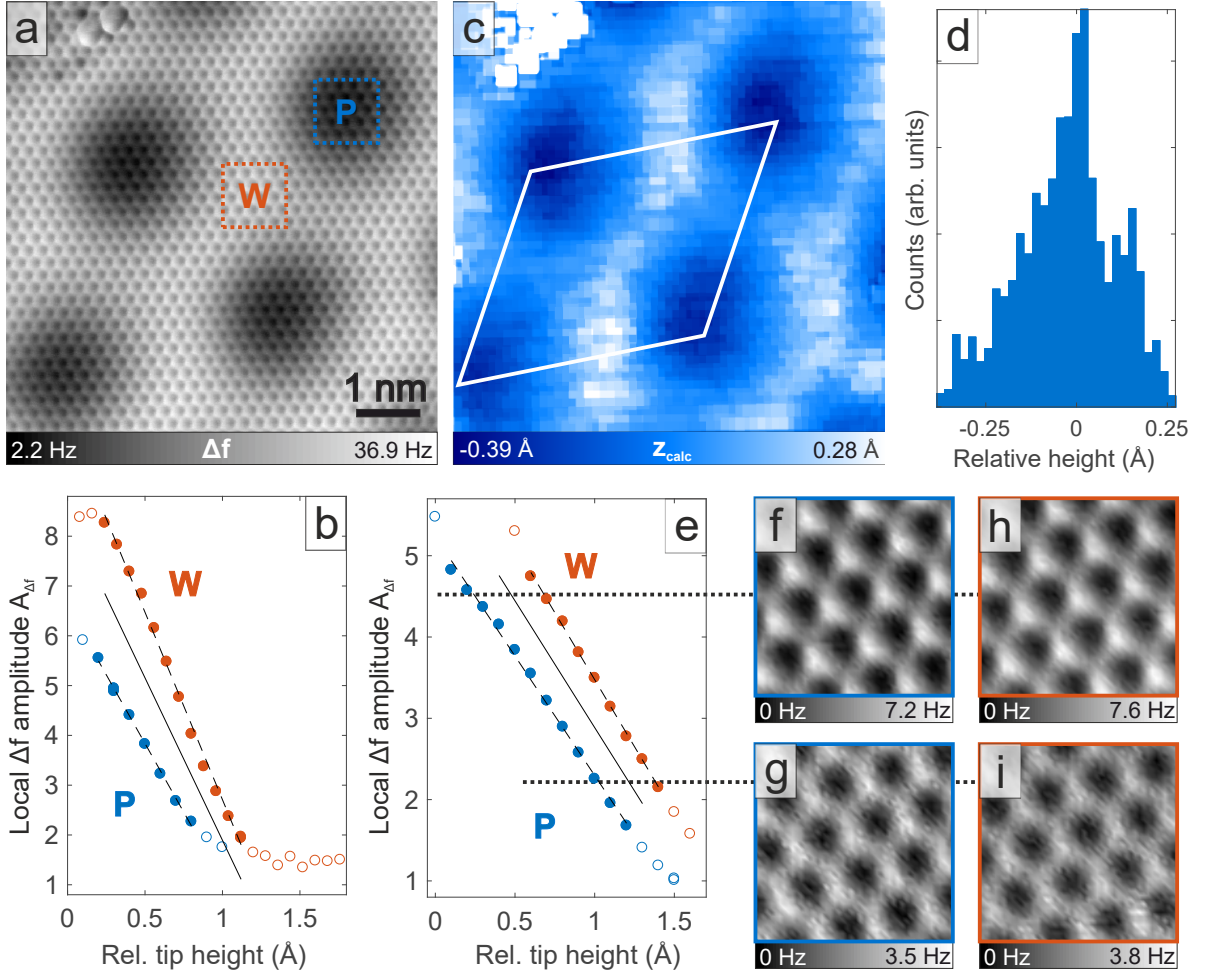 a
P
W
1 nm
2.2 Hz Δf 36.9 Hz
c
-0.39 Å z_calc 0.28 Å
d
Counts (arb. units)
-0.25 0 0.25
Relative height (Å)
b
W
P
Local Δf amplitude A_Δf
8
7
6
5
4
3
2
1
0 0.5 1 1.5
Rel. tip height (Å)
e
W
P
Local Δf amplitude A_Δf
5
4
3
2
1
0 0.5 1 1.5
Rel. tip height (Å)
f
0 Hz 7.2 Hz
h
0 Hz 7.6 Hz
g
0 Hz 3.5 Hz
i
0 Hz 3.8 Hz